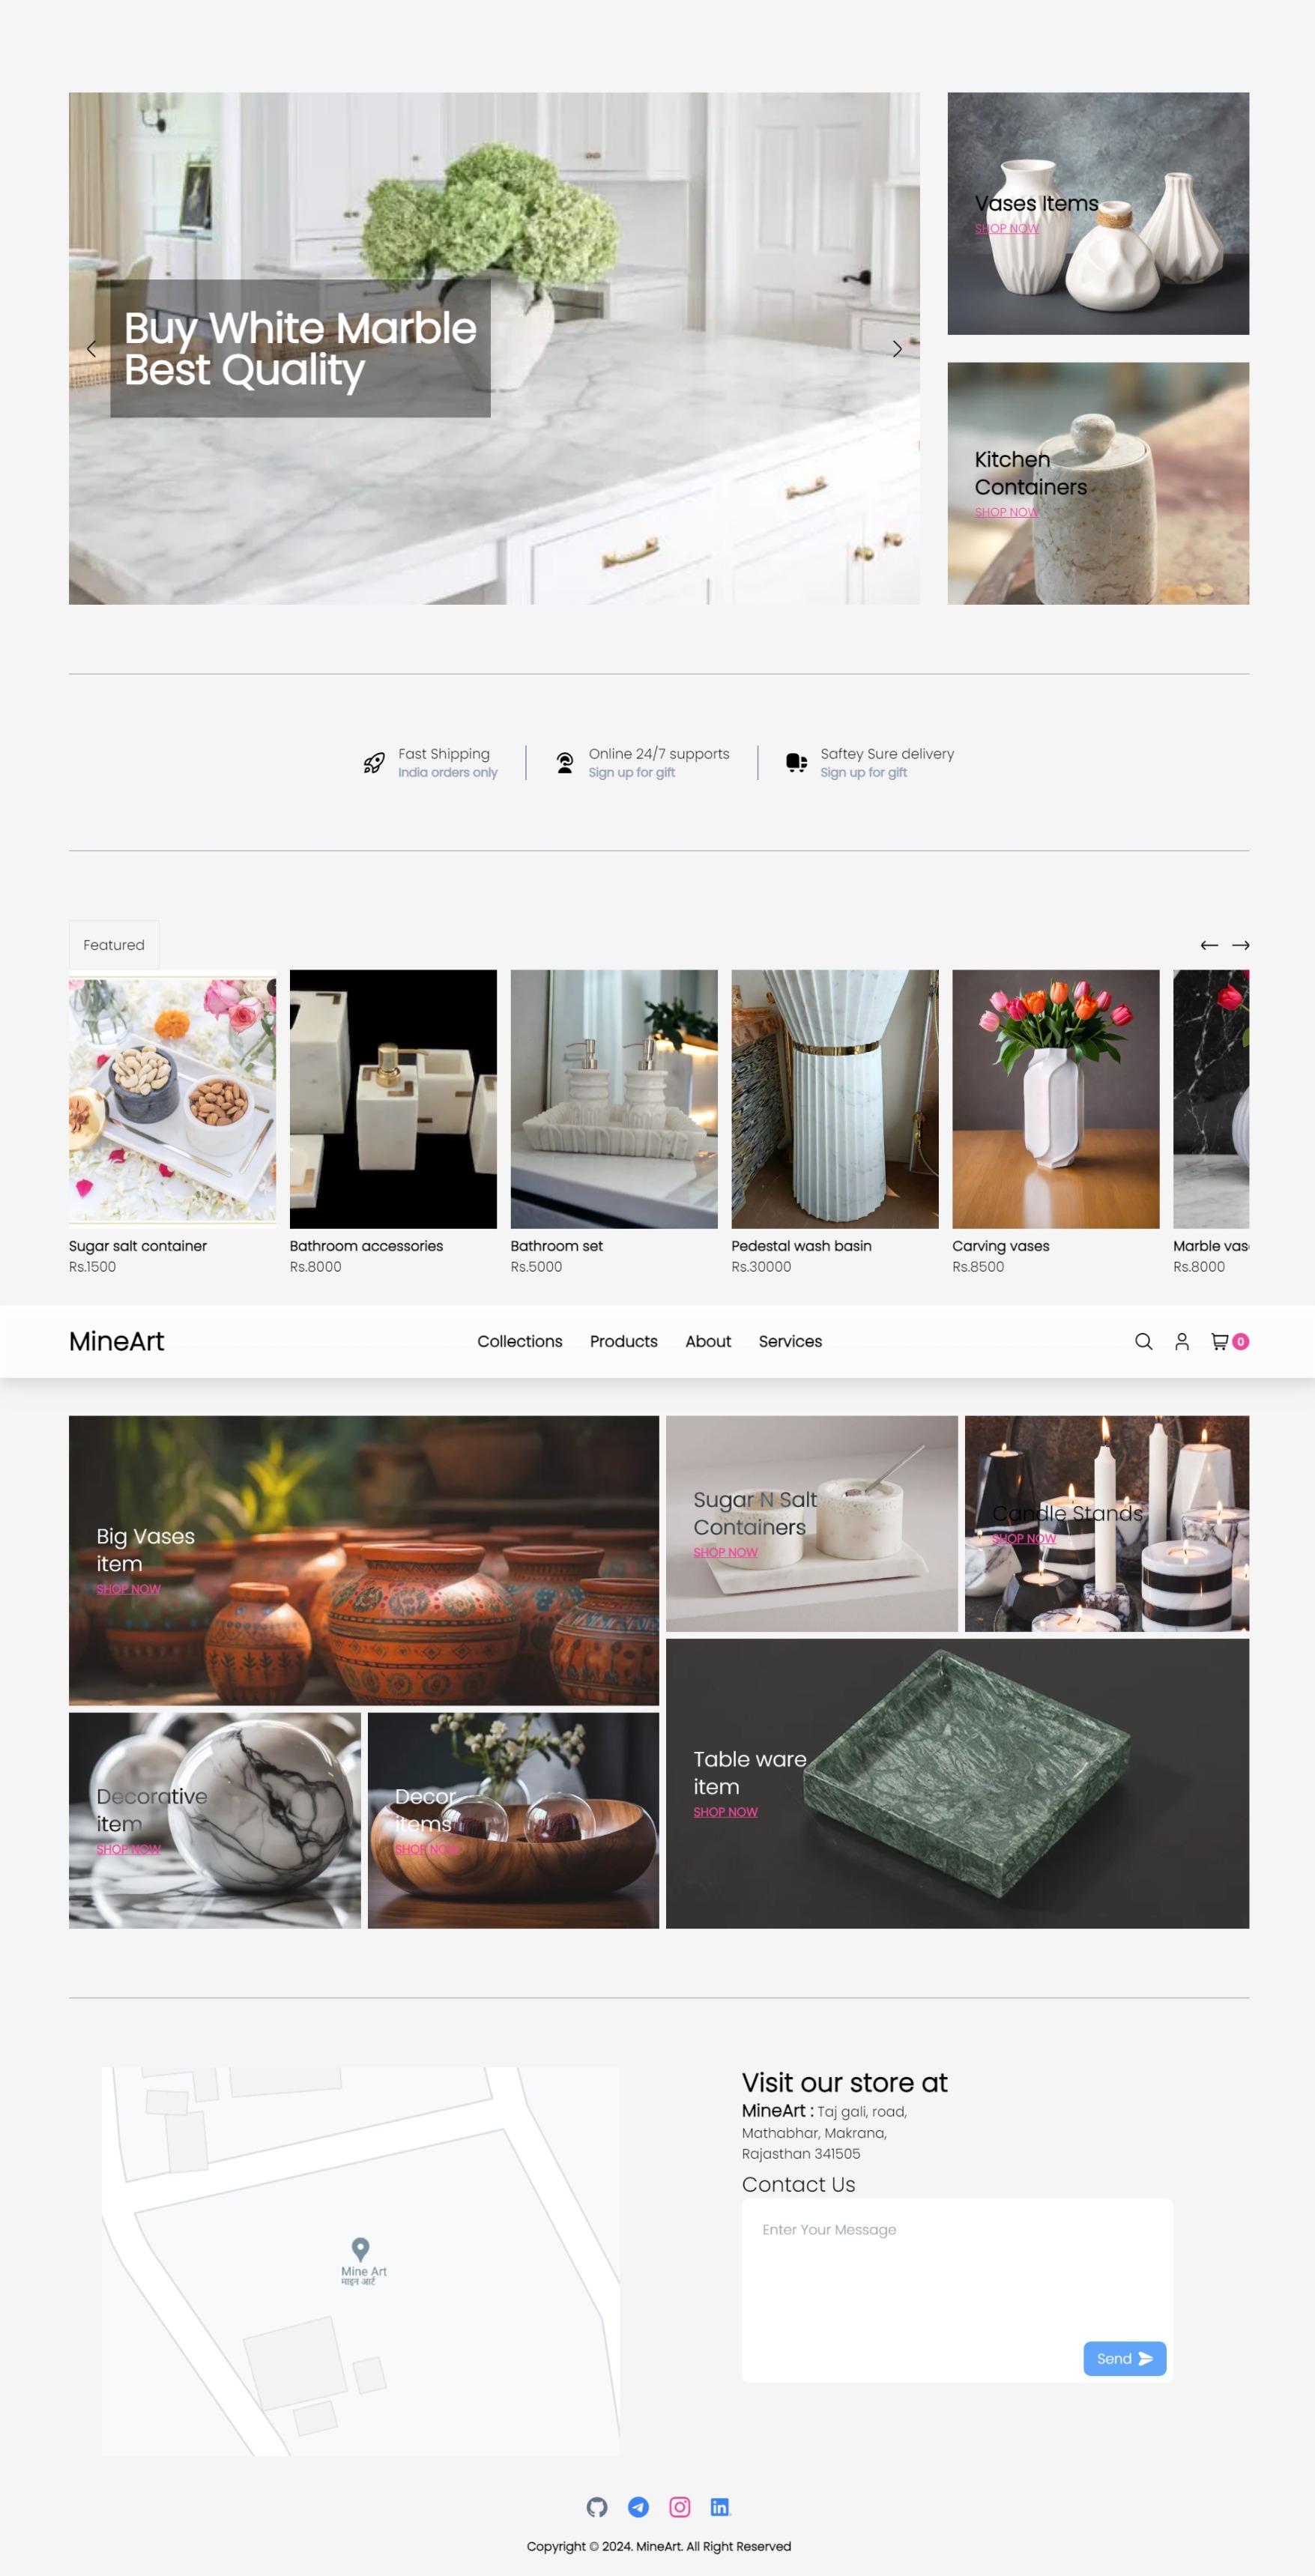 Buy White Marble
Best Quality
Vases Items
SHOP NOW
Kitchen
Containers
SHOP NOW
Fast Shipping
India orders only
Online 24/7 supports
Sign up for gift
Saftey Sure delivery
Sign up for gift
Featured
Sugar salt container
Rs.1500
Bathroom accessories
Rs.8000
Bathroom set
Rs.5000
Pedestal wash basin
Rs.30000
Carving vases
Rs.8500
Marble vas
Rs.8000
MineArt
Collections
Products
About
Services
0
Big Vases
item
SHOP NOW
Sugar N Salt
Containers
SHOP NOW
Candle Stands
SHOP NOW
Decorative
item
SHOP NOW
Decor
items
SHOP NOW
Table ware
item
SHOP NOW
Mine Art
माइन आर्ट
Visit our store at
MineArt : Taj gali, road,
Mathabhar, Makrana,
Rajasthan 341505
Contact Us
Enter Your Message
Send
in
Copyright © 2024. MineArt. All Right Reserved